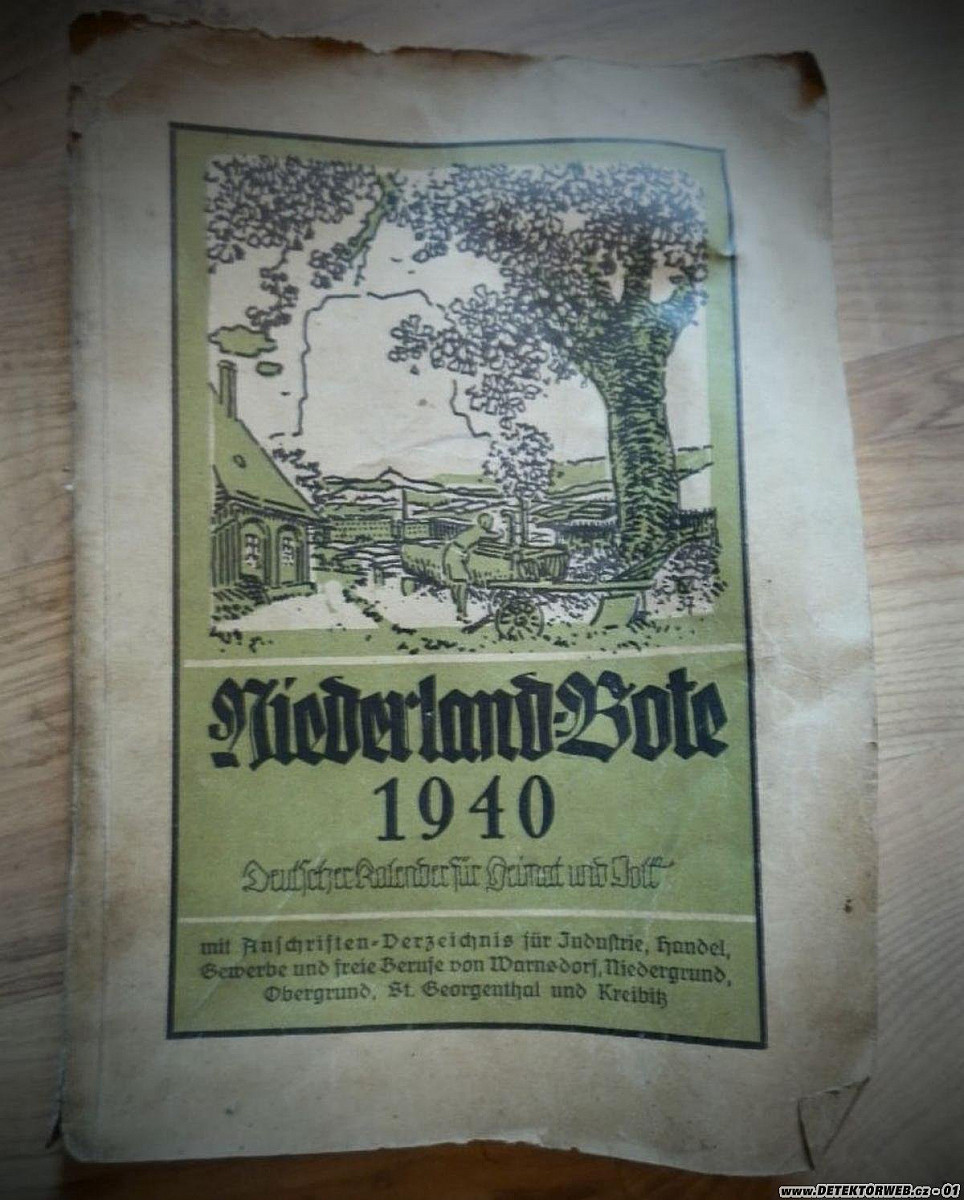 Niederland-Bote
1940
Deutscher Kalender für Heimat und Volk
mit Anschriften-Verzeichnis für Industrie, Handel,
Gewerbe und freie Berufe von Warnsdorf, Niedergrund,
Obergrund, St. Georgenthal und Kreibitz
www.DETEKTORWEB.cz - 01